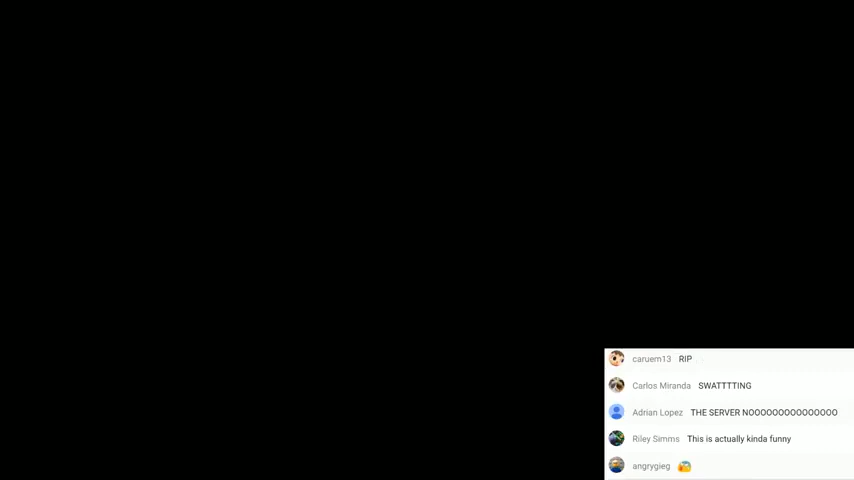 caruem13 RIP
Carlos Miranda SWATTTTING
Adrian Lopez THE SERVER NOOOOOOOOOOOOOOO
Riley Simms This is actually kinda funny
angrygieg